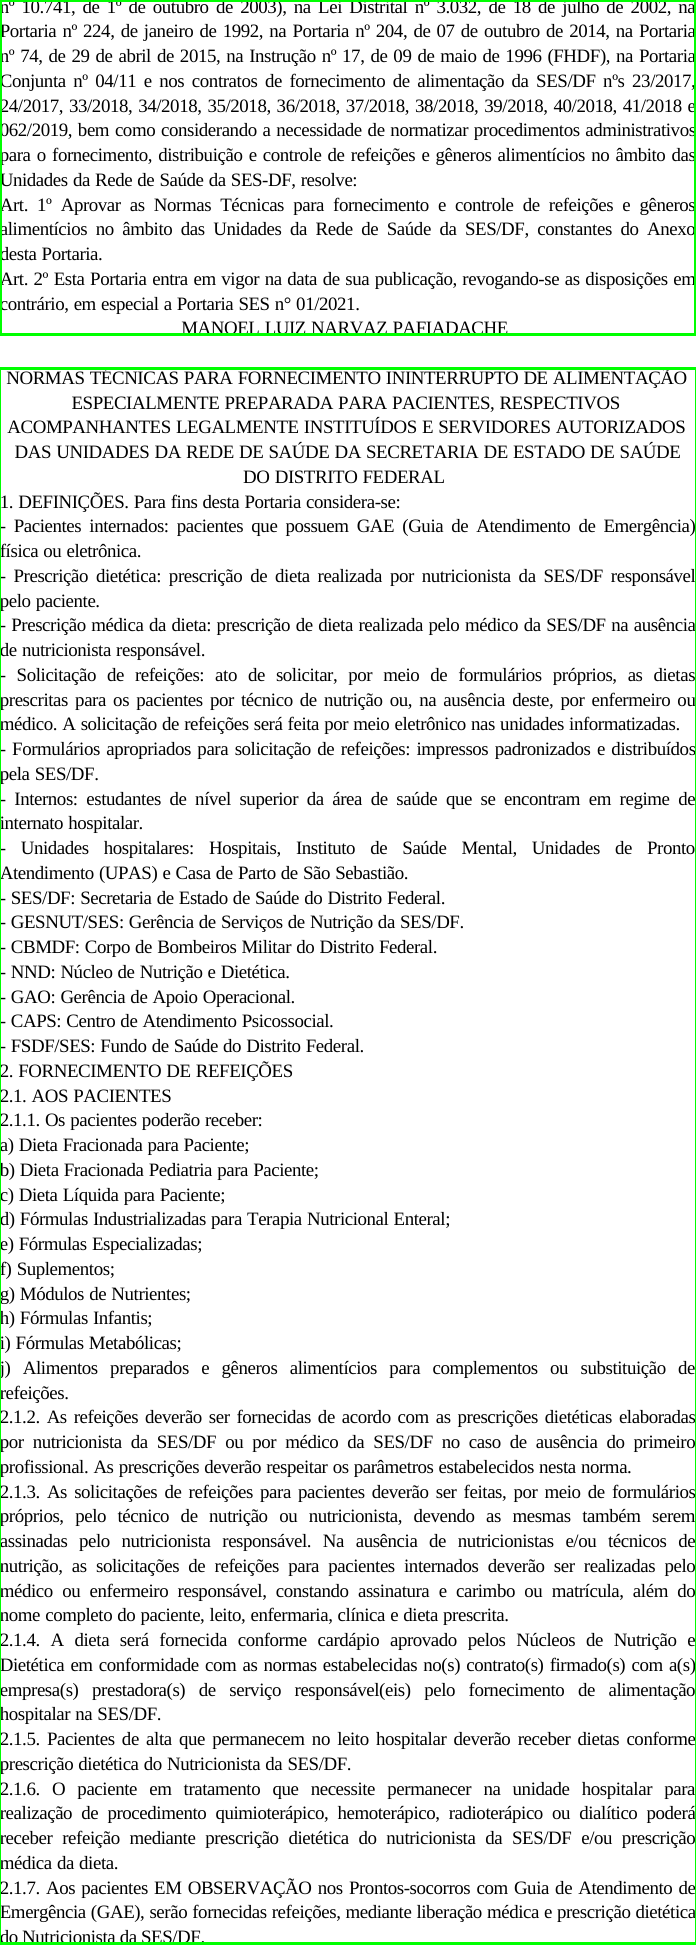 nº 10.741, de 1º de outubro de 2003), na Lei Distrital nº 3.032, de 18 de julho de 2002, na
Portaria nº 224, de janeiro de 1992, na Portaria nº 204, de 07 de outubro de 2014, na Portaria
nº 74, de 29 de abril de 2015, na Instrução nº 17, de 09 de maio de 1996 (FHDF), na Portaria
Conjunta nº 04/11 e nos contratos de fornecimento de alimentação da SES/DF nºs 23/2017,
24/2017, 33/2018, 34/2018, 35/2018, 36/2018, 37/2018, 38/2018, 39/2018, 40/2018, 41/2018 e
062/2019, bem como considerando a necessidade de normatizar procedimentos administrativos
para o fornecimento, distribuição e controle de refeições e gêneros alimentícios no âmbito das
Unidades da Rede de Saúde da SES-DF, resolve:
Art. 1º Aprovar as Normas Técnicas para fornecimento e controle de refeições e gêneros
alimentícios no âmbito das Unidades da Rede de Saúde da SES/DF, constantes do Anexo
desta Portaria.
Art. 2º Esta Portaria entra em vigor na data de sua publicação, revogando-se as disposições em
contrário, em especial a Portaria SES n° 01/2021.
MANOEL LUIZ NARVAZ PAFIADACHE
NORMAS TÉCNICAS PARA FORNECIMENTO ININTERRUPTO DE ALIMENTAÇÃO
ESPECIALMENTE PREPARADA PARA PACIENTES, RESPECTIVOS
ACOMPANHANTES LEGALMENTE INSTITUÍDOS E SERVIDORES AUTORIZADOS
DAS UNIDADES DA REDE DE SAÚDE DA SECRETARIA DE ESTADO DE SAÚDE
DO DISTRITO FEDERAL
1. DEFINIÇÕES. Para fins desta Portaria considera-se:
- Pacientes internados: pacientes que possuem GAE (Guia de Atendimento de Emergência)
física ou eletrônica.
- Prescrição dietética: prescrição de dieta realizada por nutricionista da SES/DF responsável
pelo paciente.
- Prescrição médica da dieta: prescrição de dieta realizada pelo médico da SES/DF na ausência
de nutricionista responsável.
- Solicitação de refeições: ato de solicitar, por meio de formulários próprios, as dietas
prescritas para os pacientes por técnico de nutrição ou, na ausência deste, por enfermeiro ou
médico. A solicitação de refeições será feita por meio eletrônico nas unidades informatizadas.
- Formulários apropriados para solicitação de refeições: impressos padronizados e distribuídos
pela SES/DF.
- Internos: estudantes de nível superior da área de saúde que se encontram em regime de
internato hospitalar.
- Unidades hospitalares: Hospitais, Instituto de Saúde Mental, Unidades de Pronto
Atendimento (UPAS) e Casa de Parto de São Sebastião.
- SES/DF: Secretaria de Estado de Saúde do Distrito Federal.
- GESNUT/SES: Gerência de Serviços de Nutrição da SES/DF.
- CBMDF: Corpo de Bombeiros Militar do Distrito Federal.
- NND: Núcleo de Nutrição e Dietética.
- GAO: Gerência de Apoio Operacional.
- CAPS: Centro de Atendimento Psicossocial.
- FSDF/SES: Fundo de Saúde do Distrito Federal.
2. FORNECIMENTO DE REFEIÇÕES
2.1. AOS PACIENTES
2.1.1. Os pacientes poderão receber:
a) Dieta Fracionada para Paciente;
b) Dieta Fracionada Pediatria para Paciente;
c) Dieta Líquida para Paciente;
d) Fórmulas Industrializadas para Terapia Nutricional Enteral;
e) Fórmulas Especializadas;
f) Suplementos;
g) Módulos de Nutrientes;
h) Fórmulas Infantis;
i) Fórmulas Metabólicas;
j) Alimentos preparados e gêneros alimentícios para complementos ou substituição de
refeições.
2.1.2. As refeições deverão ser fornecidas de acordo com as prescrições dietéticas elaboradas
por nutricionista da SES/DF ou por médico da SES/DF no caso de ausência do primeiro
profissional. As prescrições deverão respeitar os parâmetros estabelecidos nesta norma.
2.1.3. As solicitações de refeições para pacientes deverão ser feitas, por meio de formulários
próprios, pelo técnico de nutrição ou nutricionista, devendo as mesmas também serem
assinadas pelo nutricionista responsável. Na ausência de nutricionistas e/ou técnicos de
nutrição, as solicitações de refeições para pacientes internados deverão ser realizadas pelo
médico ou enfermeiro responsável, constando assinatura e carimbo ou matrícula, além do
nome completo do paciente, leito, enfermaria, clínica e dieta prescrita.
2.1.4. A dieta será fornecida conforme cardápio aprovado pelos Núcleos de Nutrição e
Dietética em conformidade com as normas estabelecidas no(s) contrato(s) firmado(s) com a(s)
empresa(s) prestadora(s) de serviço responsável(eis) pelo fornecimento de alimentação
hospitalar na SES/DF.
2.1.5. Pacientes de alta que permanecem no leito hospitalar deverão receber dietas conforme
prescrição dietética do Nutricionista da SES/DF.
2.1.6. O paciente em tratamento que necessite permanecer na unidade hospitalar para
realização de procedimento quimioterápico, hemoterápico, radioterápico ou dialítico poderá
receber refeição mediante prescrição dietética do nutricionista da SES/DF e/ou prescrição
médica da dieta.
2.1.7. Aos pacientes EM OBSERVAÇÃO nos Prontos-socorros com Guia de Atendimento de
Emergência (GAE), serão fornecidas refeições, mediante liberação médica e prescrição dietética
do Nutricionista da SES/DF.